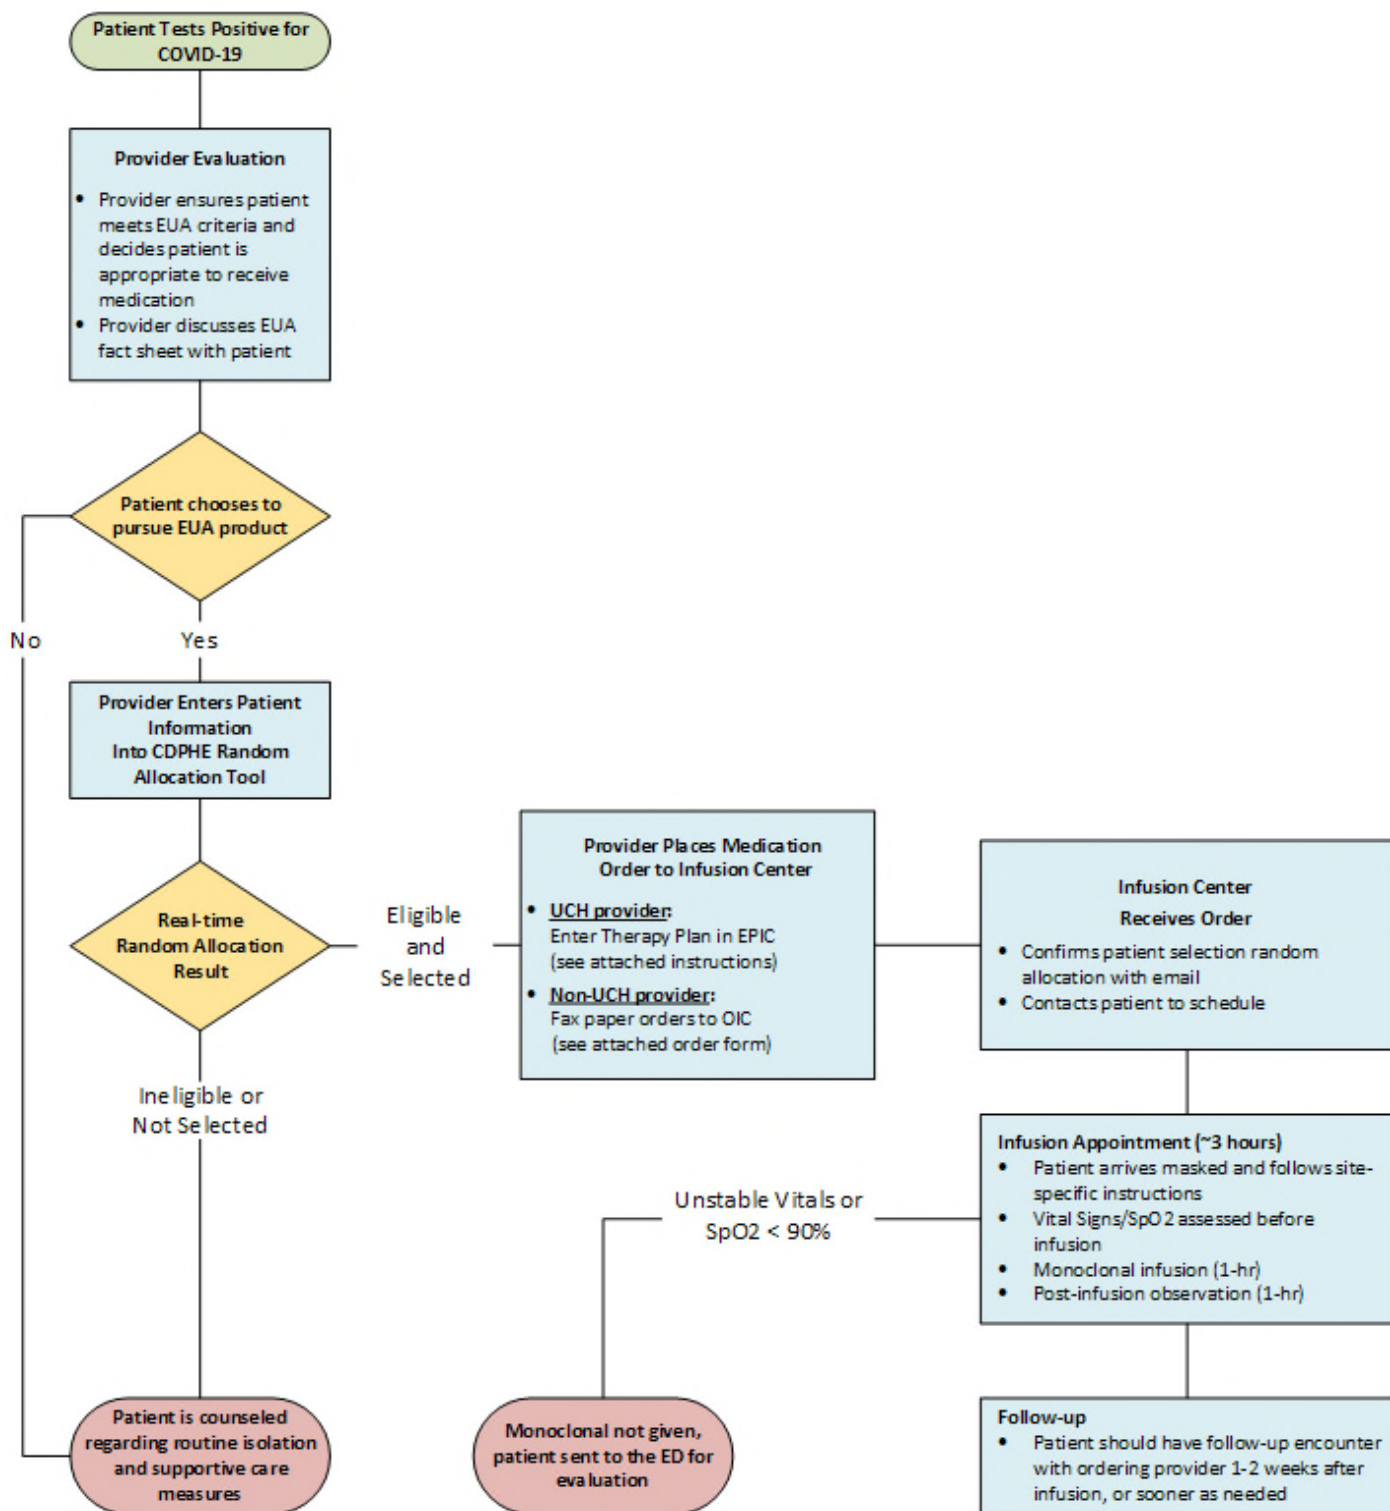 Patient Tests Positive for
COVID-19
Provider Evaluation
• Provider ensures patient
meets EUA criteria and
decides patient is
appropriate to receive
medication
• Provider discusses EUA
fact sheet with patient
Patient chooses to
pursue EUA product
No
Yes
Provider Enters Patient
Information
Into CDPHE Random
Allocation Tool
Real-time
Random Allocation
Result
Eligible
and
Selected
Provider Places Medication
Order to Infusion Center
• UCH provider:
Enter Therapy Plan in EPIC
(see attached instructions)
• Non-UCH provider:
Fax paper orders to OIC
(see attached order form)
Infusion Center
Receives Order
• Confirms patient selection random
allocation with email
• Contacts patient to schedule
Ineligible or
Not Selected
Infusion Appointment (~3 hours)
• Patient arrives masked and follows site-
specific instructions
• Vital Signs/SpO2 assessed before
infusion
• Monoclonal infusion (1-hr)
• Post-infusion observation (1-hr)
Unstable Vitals or
SpO2 < 90%
Patient is counseled
regarding routine isolation
and supportive care
measures
Monoclonal not given,
patient sent to the ED for
evaluation
Follow-up
• Patient should have follow-up encounter
with ordering provider 1-2 weeks after
infusion, or sooner as needed